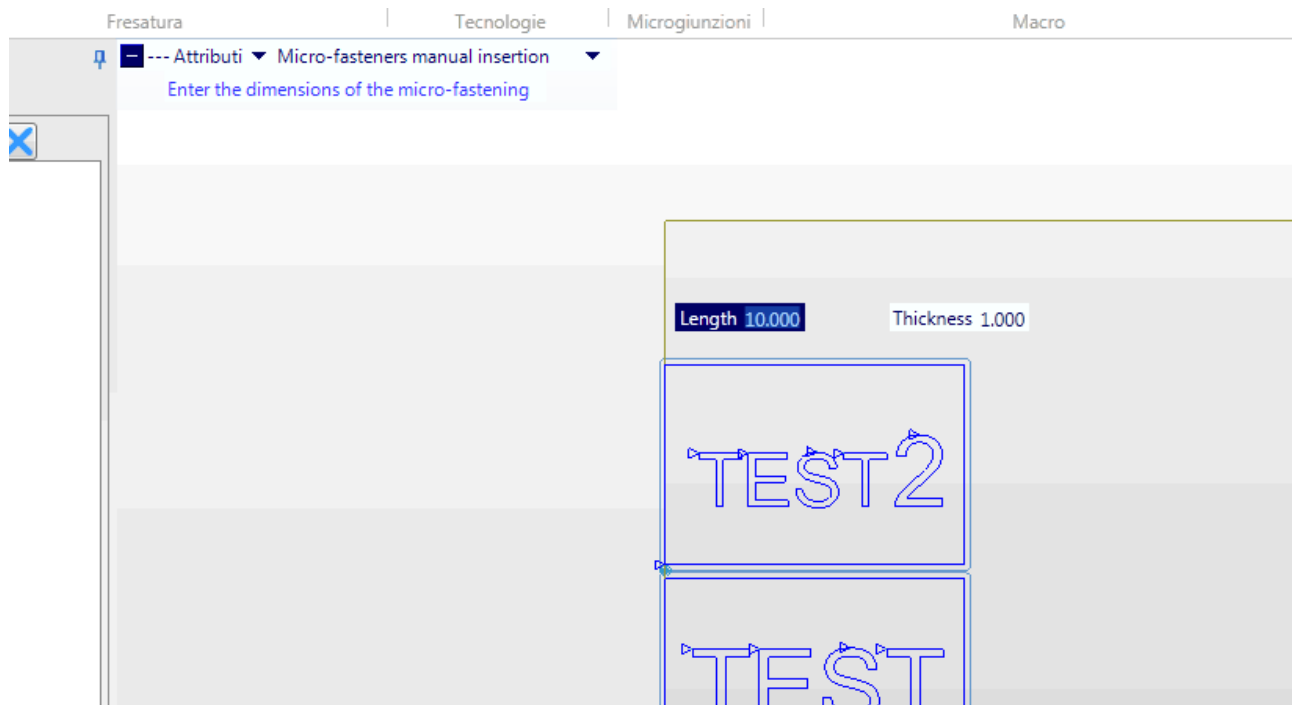 Fresatura Tecnologie Microgiunzioni Macro
--- Attributi Micro-fasteners manual insertion
Enter the dimensions of the micro-fastening
Length 10.000 Thickness 1.000
TEST2
TEST